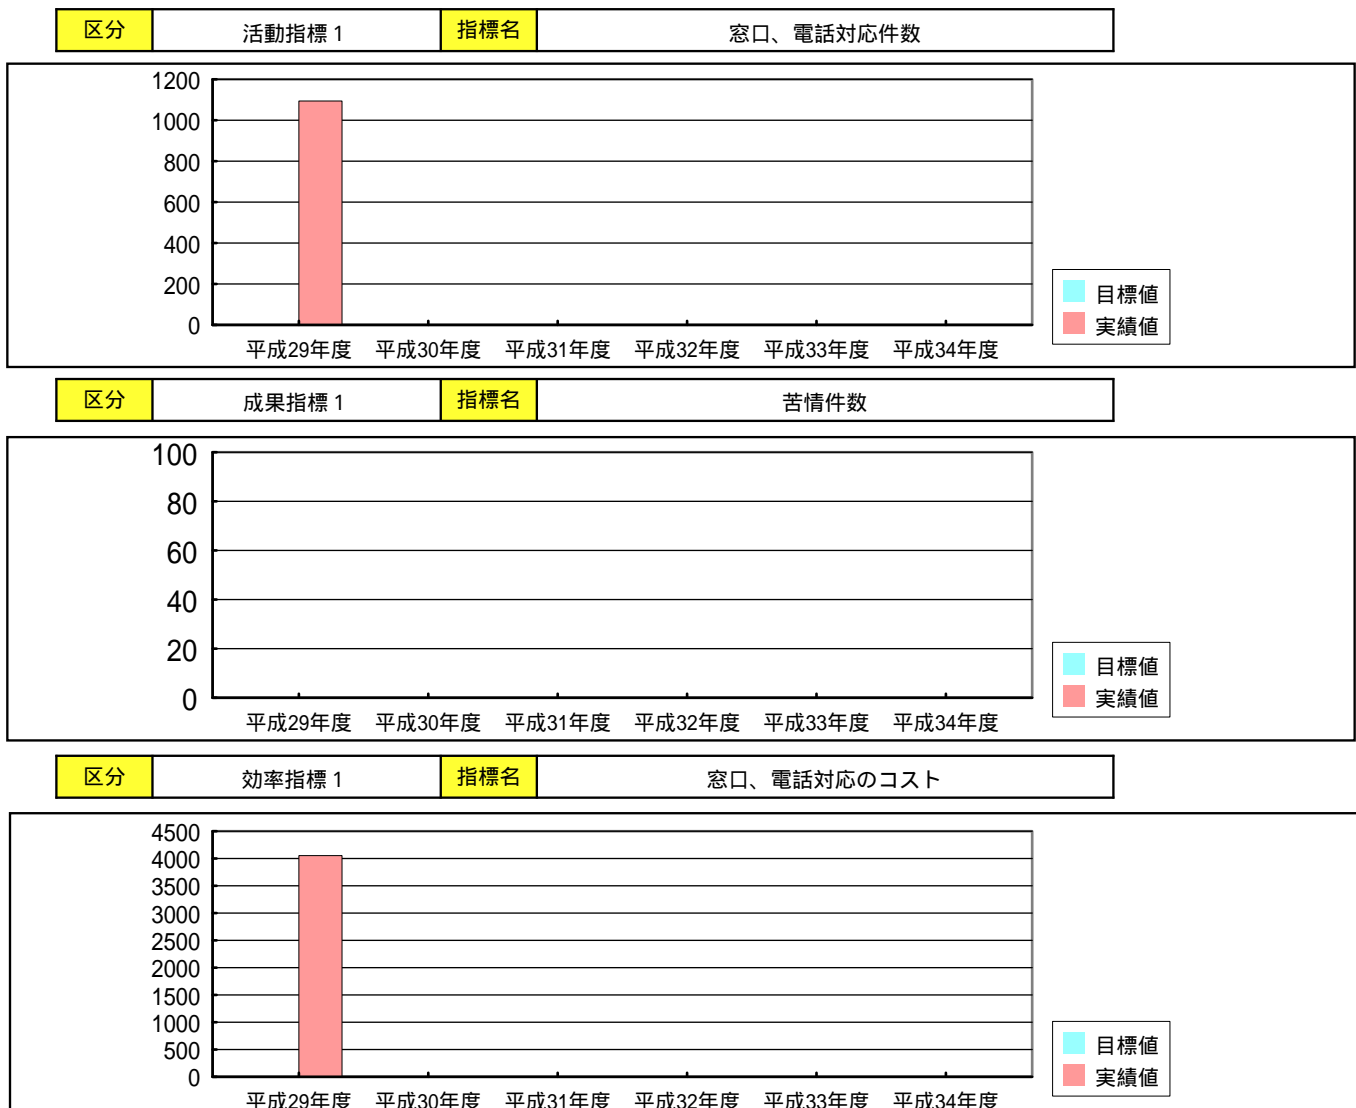 区分 活動指標1 指標名 窓口、電話対応件数
1200
1000
800
600
400
200
0
平成29年度 平成30年度 平成31年度 平成32年度 平成33年度 平成34年度
目標値
実績値
区分 成果指標1 指標名 苦情件数
100
80
60
40
20
0
平成29年度 平成30年度 平成31年度 平成32年度 平成33年度 平成34年度
目標値
実績値
区分 効率指標1 指標名 窓口、電話対応のコスト
4500
4000
3500
3000
2500
2000
1500
1000
500
0
平成29年度 平成30年度 平成31年度 平成32年度 平成33年度 平成34年度
目標値
実績値